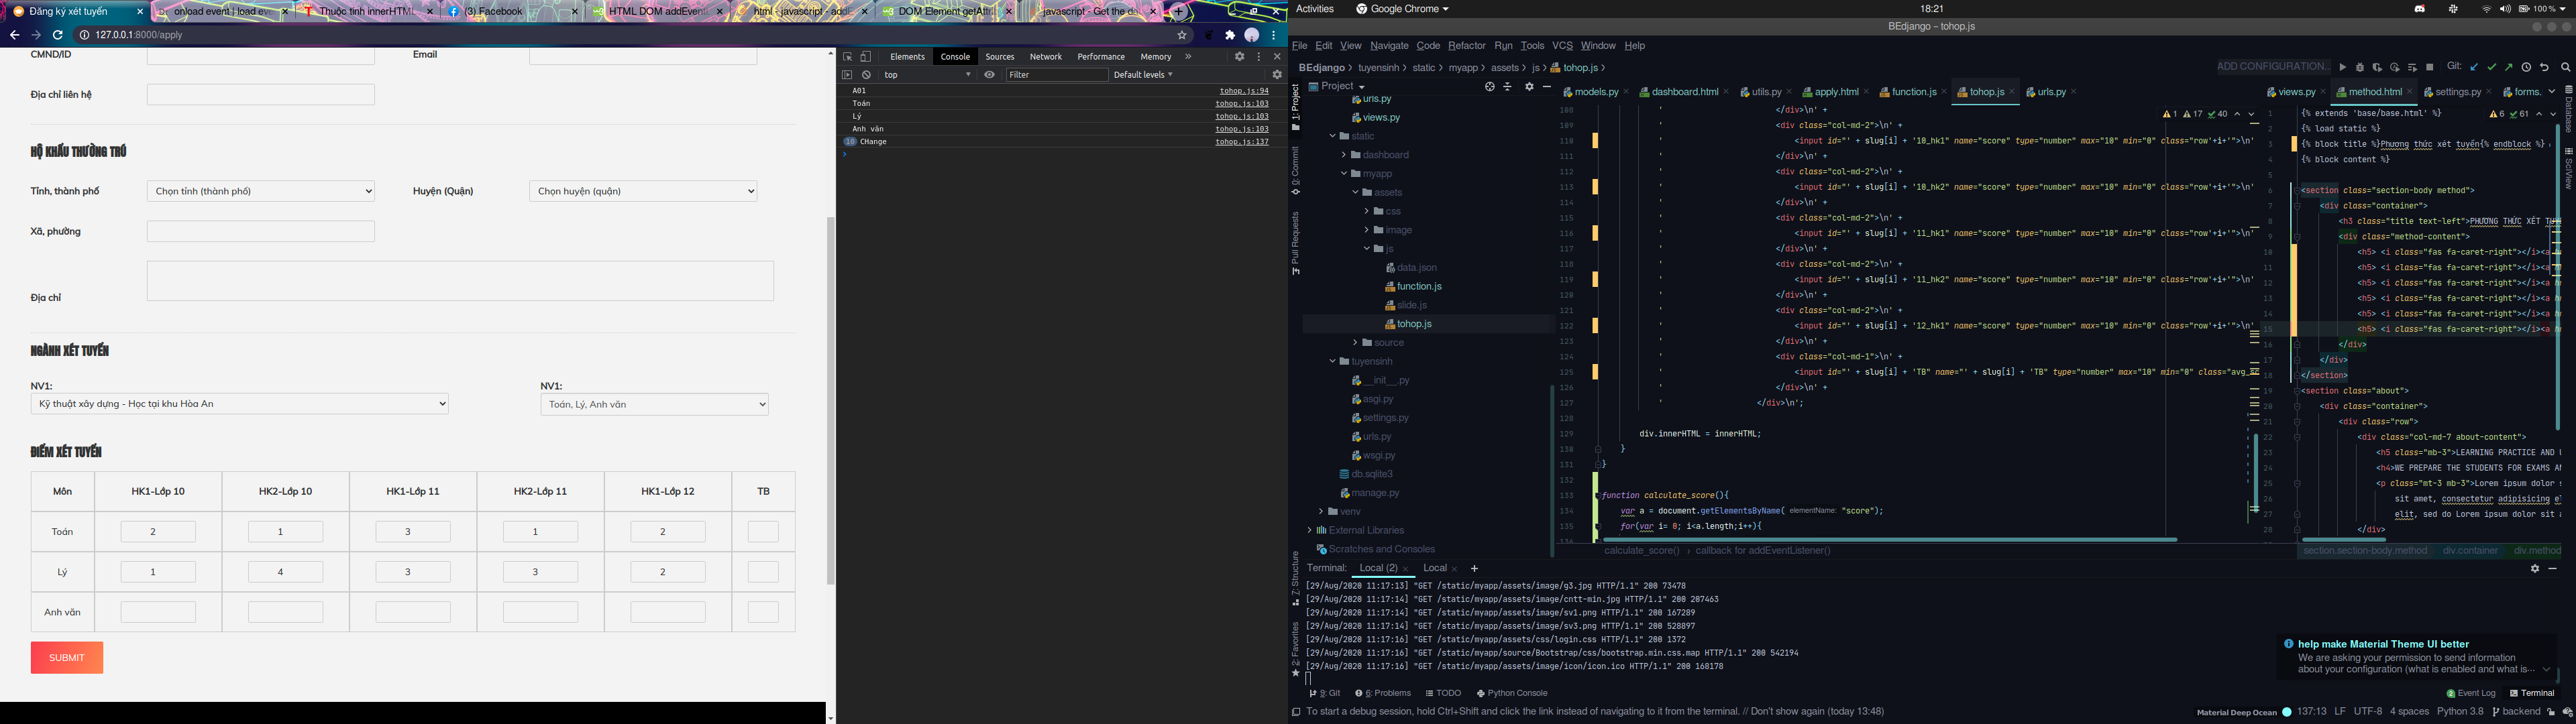 Đăng ký xét tuyển
onload event | load eve
Thuộc tính innerHTML
(3) Facebook
HTML DOM addEventL
html - javascript - addE
DOM Element getAttri
javascript - Get the da
127.0.0.1:8000/apply
CMND/ID
Email
Địa chỉ liên hệ
HỘ KHẨU THƯỜNG TRÚ
Tỉnh, thành phố
Chọn tỉnh (thành phố)
Huyện (Quận)
Chọn huyện (quận)
Xã, phường
Địa chỉ
NGÀNH XÉT TUYỂN
NV1:
NV1:
Kỹ thuật xây dựng - Học tại khu Hòa An
Toán, Lý, Anh văn
ĐIỂM XÉT TUYỂN
Môn HK1-Lớp 10 HK2-Lớp 10 HK1-Lớp 11 HK2-Lớp 11 HK1-Lớp 12 TB
Toán 2 1 3 1 2
Lý 1 4 3 3 2
Anh văn
SUBMIT
Elements Console Sources Network Performance Memory »
top
Filter
Default levels
A01 tohop.js:94
Toán tohop.js:103
Lý tohop.js:103
Anh văn tohop.js:103
10 CHange tohop.js:137
Activities
Google Chrome
18:21
100 %
BEdjango – tohop.js
File Edit View Navigate Code Refactor Run Tools VCS Window Help
BEdjango tuyensinh static myapp assets js tohop.js
ADD CONFIGURATION...
Git:
Project
models.py dashboard.html utils.py apply.html function.js tohop.js urls.py
views.py method.html settings.py forms.
1: Project
0: Commit
Pull Requests
7: Structure
2: Favorites
Database
SciView
urls.py
views.py
static
dashboard
myapp
assets
css
image
js
data.json
function.js
slide.js
tohop.js
source
tuyensinh
__init__.py
asgi.py
settings.py
urls.py
wsgi.py
db.sqlite3
manage.py
venv
External Libraries
Scratches and Consoles
1 17 40
108 ' </div>\n' +
109 ' <div class="col-md-2">\n' +
110 ' <input id="' + slug[i] + '10_hk1" name="score" type="number" max="10" min="0" class="row'+i+'">\n'
111 ' </div>\n' +
112 ' <div class="col-md-2">\n' +
113 ' <input id="' + slug[i] + '10_hk2" name="score" type="number" max="10" min="0" class="row'+i+'">\n'
114 ' </div>\n' +
115 ' <div class="col-md-2">\n' +
116 ' <input id="' + slug[i] + '11_hk1" name="score" type="number" max="10" min="0" class="row'+i+'">\n'
117 ' </div>\n' +
118 ' <div class="col-md-2">\n' +
119 ' <input id="' + slug[i] + '11_hk2" name="score" type="number" max="10" min="0" class="row'+i+'">\n'
120 ' </div>\n' +
121 ' <div class="col-md-2">\n' +
122 ' <input id="' + slug[i] + '12_hk1" name="score" type="number" max="10" min="0" class="row'+i+'">\n'
123 ' </div>\n' +
124 ' <div class="col-md-1">\n' +
125 ' <input id="' + slug[i] + 'TB" name="' + slug[i] + 'TB" type="number" max="10" min="0" class="avg_
126 ' </div>\n' +
127 ' </div>\n';
128
129 div.innerHTML = innerHTML;
130 }
131 }
132
133 function calculate_score(){
134 var a = document.getElementsByName( elementName: "score");
135 for(var i= 0; i<a.length;i++){
136
calculate_score() › callback for addEventListener()
6 61
1 {% extends 'base/base.html' %}
2 {% load static %}
3 {% block title %}Phương thức xét tuyển{% endblock %}
4 {% block content %}
5
6 <section class="section-body method">
7 <div class="container">
8 <h3 class="title text-left">PHƯƠNG THỨC XÉT TUY
9 <div class="method-content">
10 <h5> <i class="fas fa-caret-right"></i><a h
11 <h5> <i class="fas fa-caret-right"></i><a h
12 <h5> <i class="fas fa-caret-right"></i><a h
13 <h5> <i class="fas fa-caret-right"></i><a h
14 <h5> <i class="fas fa-caret-right"></i><a h
15 <h5> <i class="fas fa-caret-right"></i><a h
16 </div>
17 </div>
18 </section>
19 <section class="about">
20 <div class="container">
21 <div class="row">
22 <div class="col-md-7 about-content">
23 <h5 class="mb-3">LEARNING PRACTICE AND
24 <h4>WE PREPARE THE STUDENTS FOR EXAMS A
25 <p class="mt-3 mb-3">Lorem ipsum dolor s
26 sit amet, consectetur adipisicing e
27 elit, sed do Lorem ipsum dolor sit a
28 </div>
section.section-body.method div.container div.method
Terminal: Local (2) Local +
[29/Aug/2020 11:17:13] "GET /static/myapp/assets/image/g3.jpg HTTP/1.1" 200 73478
[29/Aug/2020 11:17:14] "GET /static/myapp/assets/image/cntt-min.jpg HTTP/1.1" 200 207463
[29/Aug/2020 11:17:14] "GET /static/myapp/assets/image/sv1.png HTTP/1.1" 200 167289
[29/Aug/2020 11:17:14] "GET /static/myapp/assets/image/sv3.png HTTP/1.1" 200 528897
[29/Aug/2020 11:17:16] "GET /static/myapp/assets/css/login.css HTTP/1.1" 200 1372
[29/Aug/2020 11:17:16] "GET /static/myapp/source/Bootstrap/css/bootstrap.min.css.map HTTP/1.1" 200 542194
[29/Aug/2020 11:17:16] "GET /static/myapp/assets/image/icon/icon.ico HTTP/1.1" 200 168178
help make Material Theme UI better
We are asking your permission to send information
about your configuration (what is enabled and what is...
9: Git 6: Problems TODO Python Console
2 Event Log Terminal
To start a debug session, hold Ctrl+Shift and click the link instead of navigating to it from the terminal. // Don't show again (today 13:48)
Material Deep Ocean 137:13 LF UTF-8 4 spaces Python 3.8 backend